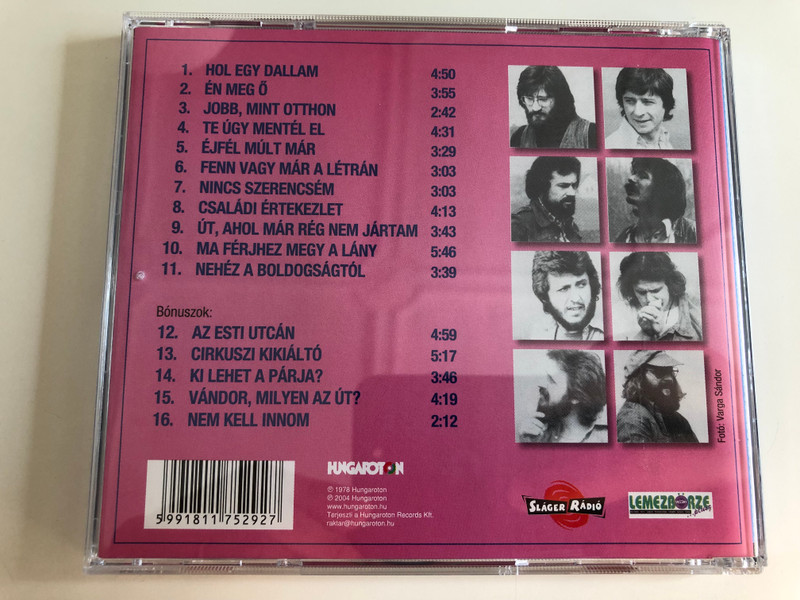 1. HOL EGY DALLAM 4:50
2. ÉN MEG Ő 3:55
3. JOBB, MINT OTTHON 2:42
4. TE ÚGY MENTÉL EL 4:31
5. ÉJFÉL MÚLT MÁR 3:29
6. FENN VAGY MÁR A LÉTRÁN 3:03
7. NINCS SZERENCSÉM 3:03
8. CSALÁDI ÉRTEKEZLET 4:13
9. ÚT, AHOL MÁR RÉG NEM JÁRTAM 3:43
10. MA FÉRJHEZ MEGY A LÁNY 5:46
11. NEHÉZ A BOLDOGSÁGTÓL 3:39
Bónuszok:
12. AZ ESTI UTCÁN 4:59
13. CIRKUSZI KIKIÁLTÓ 5:17
14. KI LEHET A PÁRJA? 3:46
15. VÁNDOR, MILYEN AZ ÚT? 4:19
16. NEM KELL INNOM 2:12
Fotó: Varga Sándor
5991811752927
HUNGAROTON
℗ 1978 Hungaroton
℗ 2004 Hungaroton
www.hungaroton.hu
Terjeszti a Hungaroton Records Kft.
raktar@hungaroton.hu
SLÁGER RÁDIÓ
LEMEZBÖRZE